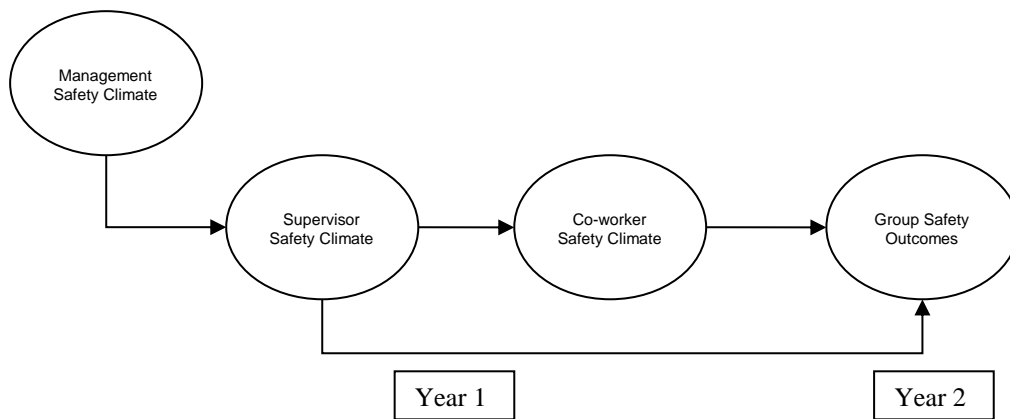 Management
Safety Climate
Supervisor
Safety Climate
Co-worker
Safety Climate
Group Safety
Outcomes
Year 1
Year 2